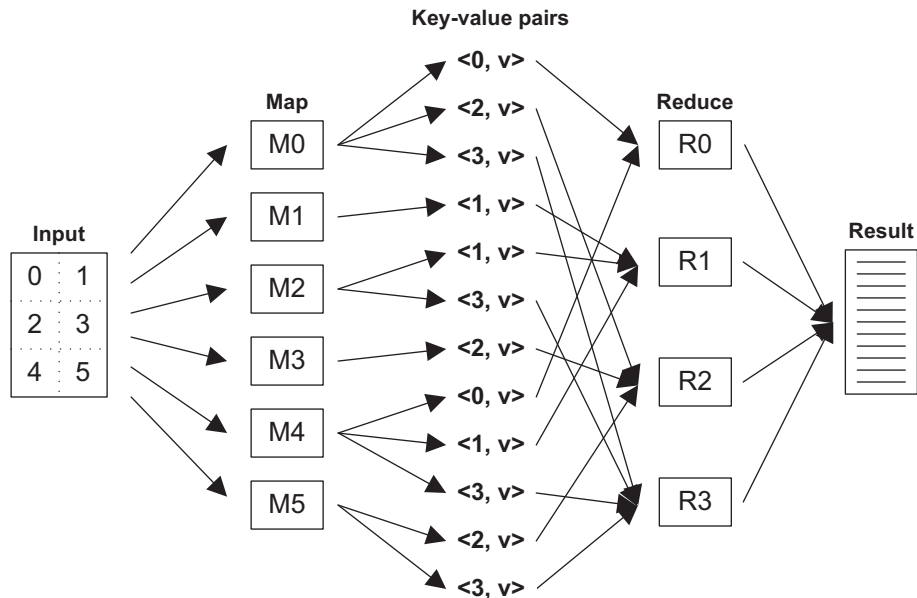 Key-value pairs
Map
Reduce
Input
Result
0 1
2 3
4 5
M0
M1
M2
M3
M4
M5
<0, v>
<2, v>
<3, v>
<1, v>
<1, v>
<3, v>
<2, v>
<0, v>
<1, v>
<3, v>
<2, v>
<3, v>
R0
R1
R2
R3